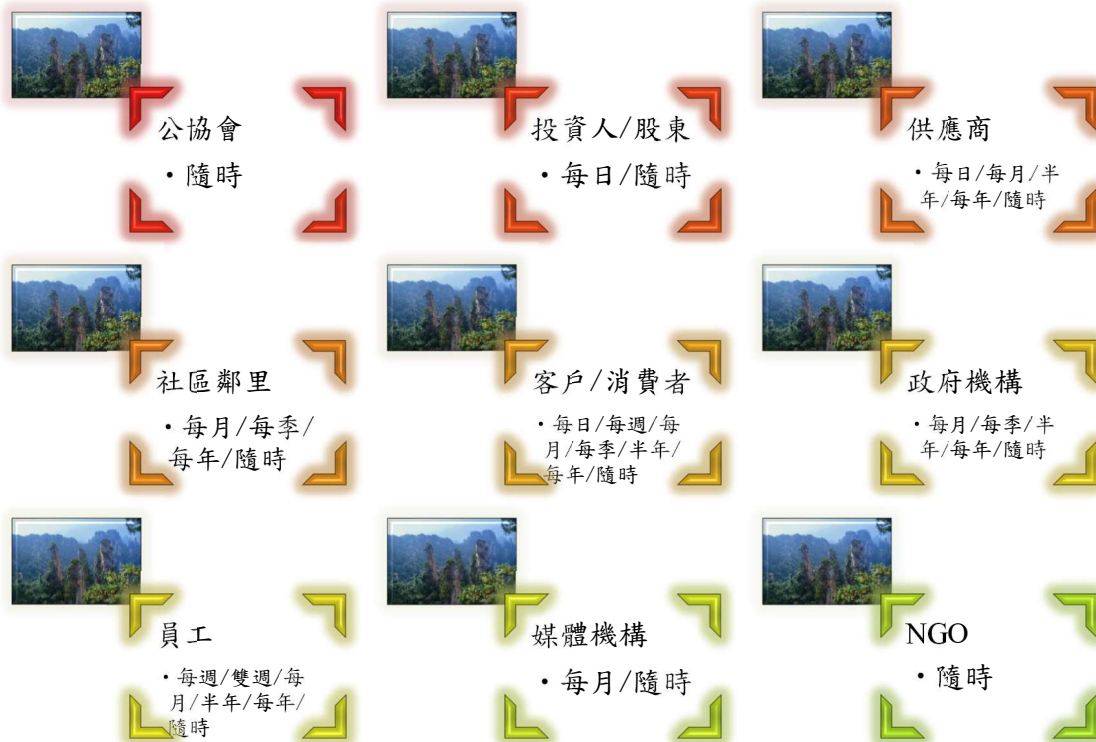 公協會
・隨時
投資人/股東
・每日/隨時
供應商
・每日/每月/半
年/每年/隨時
社區鄰里
・每月/每季/
每年/隨時
客戶/消費者
・每日/每週/每
月/每季/半年/
每年/隨時
政府機構
・每月/每季/半
年/每年/隨時
員工
・每週/雙週/每
月/半年/每年/
隨時
媒體機構
・每月/隨時
NGO
・隨時